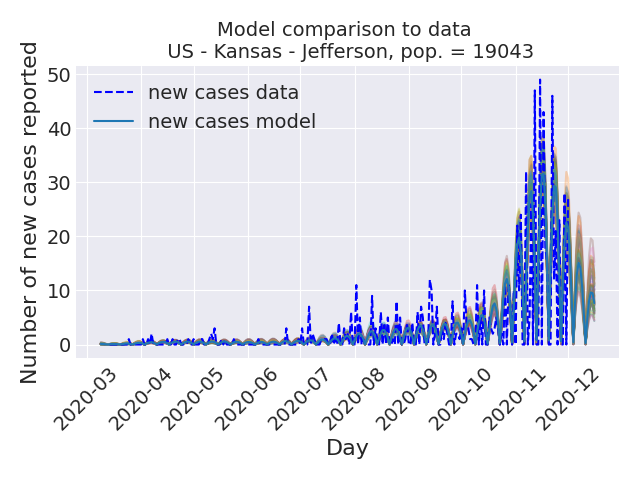 Model comparison to data
US - Kansas - Jefferson, pop. = 19043
Number of new cases reported
50
40
30
20
10
0
new cases data
new cases model
2020-03
2020-04
2020-05
2020-06
2020-07
2020-08
2020-09
2020-10
2020-11
2020-12
Day